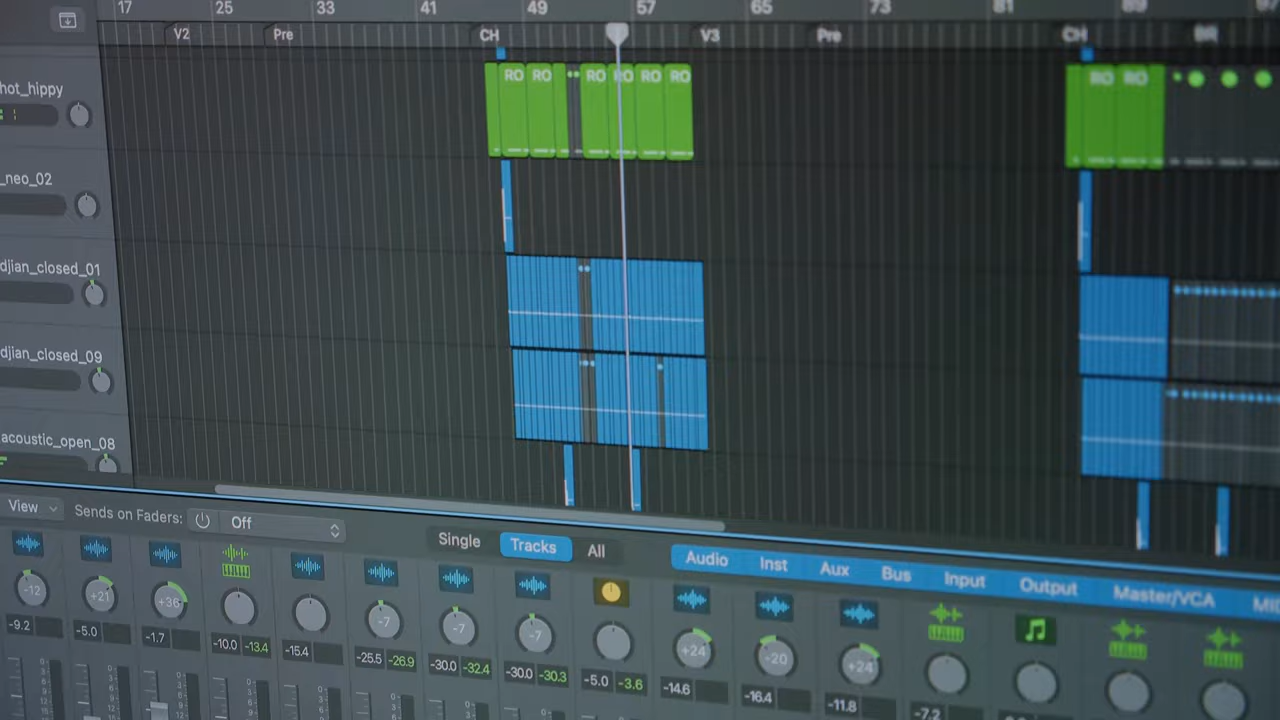 17 25 33 41 49 57 65 73 81 89 97
V2 Pre CH V3 Pre CH BR
RO RO RO RO RO RO RO RO
hot_hippy
_neo_02
djian_closed_01
djian_closed_09
acoustic_open_08
View Sends on Faders: Off Single Tracks All Audio Inst Aux Bus Input Output Master/VCA MI
-12 +21 +36 -7 -7 -7 +24 -20 +24
-9.2 -5.0 -1.7 -10.0 -13.4 -15.4 -25.5 -26.9 -30.0 -32.4 -30.0 -30.3 -5.0 -3.6 -14.6 -16.4 -11.8 -7.2